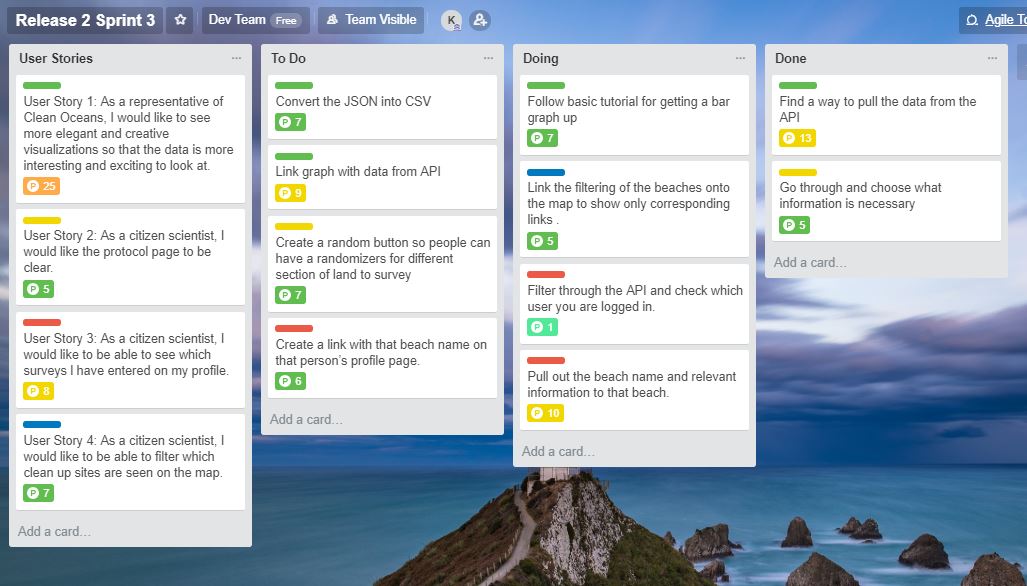 Release 2 Sprint 3
Dev Team Free
Team Visible
K
Agile To
User Stories
User Story 1: As a representative of
Clean Oceans, I would like to see
more elegant and creative
visualizations so that the data is more
interesting and exciting to look at.
P 25
User Story 2: As a citizen scientist, I
would like the protocol page to be
clear.
P 5
User Story 3: As a citizen scientist, I
would like to be able to see which
surveys I have entered on my profile.
P 8
User Story 4: As a citizen scientist, I
would like to be able to filter which
clean up sites are seen on the map.
P 7
Add a card...
To Do
Convert the JSON into CSV
P 7
Link graph with data from API
P 9
Create a random button so people can
have a randomizers for different
section of land to survey
P 7
Create a link with that beach name on
that person's profile page.
P 6
Add a card...
Doing
Follow basic tutorial for getting a bar
graph up
P 7
Link the filtering of the beaches onto
the map to show only corresponding
links .
P 5
Filter through the API and check which
user you are logged in.
P 1
Pull out the beach name and relevant
information to that beach.
P 10
Add a card...
Done
Find a way to pull the data from the
API
P 13
Go through and choose what
information is necessary
P 5
Add a card...